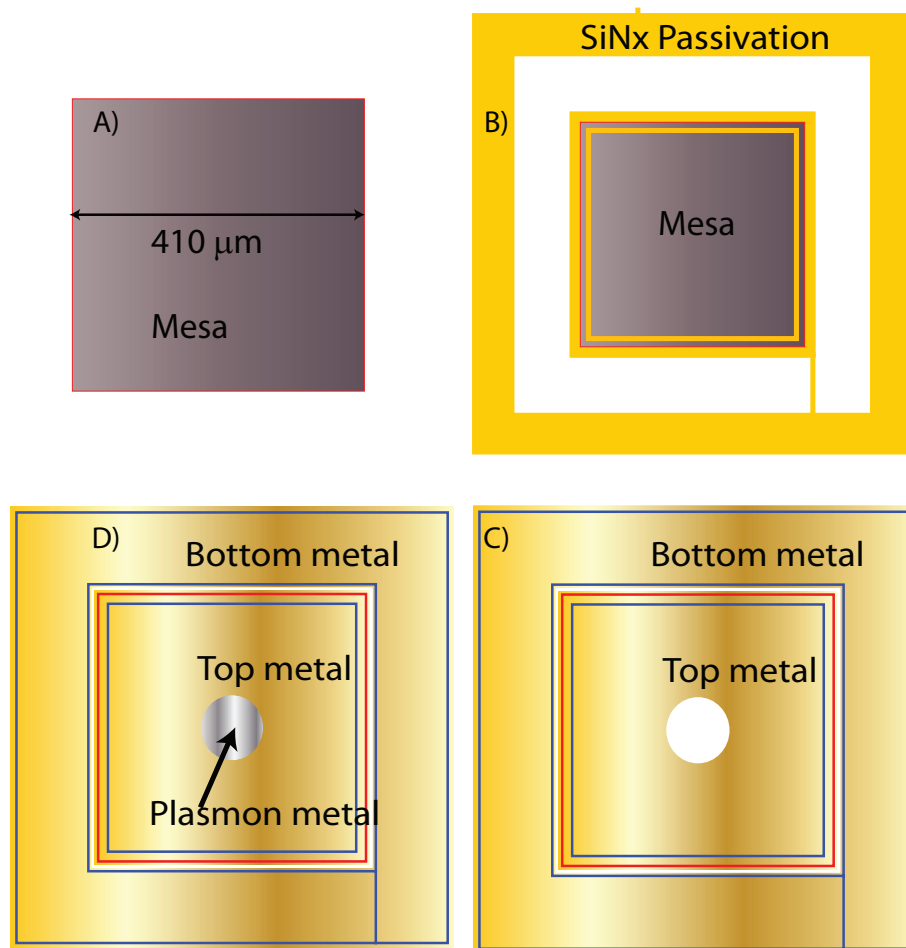 A)
410 μm
Mesa
SiNx Passivation
B)
Mesa
D)
Bottom metal
Top metal
Plasmon metal
C)
Bottom metal
Top metal